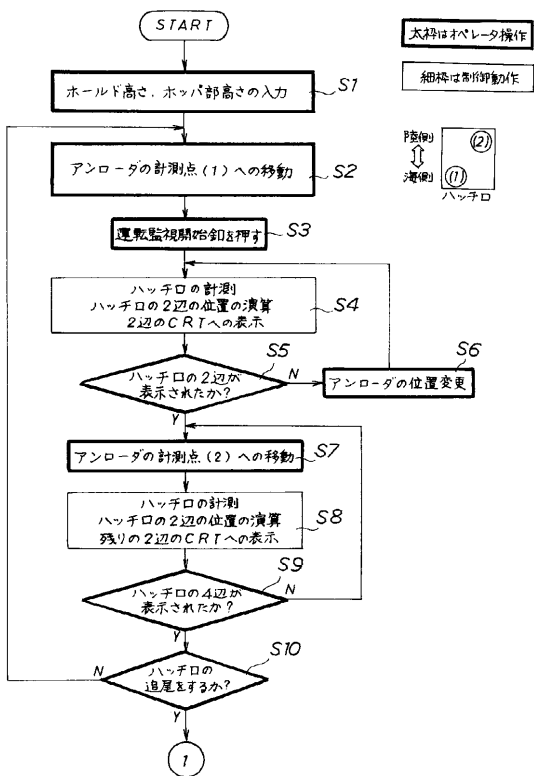 START
太枠はオペレータ操作
細枠は制御動作
陸側
海側
(2)
(1)
ハッチロ
ホールド高さ，ホッパ部高さの入力
S1
アンローダの計測点(1)への移動
S2
運転監視開始釦を押す
S3
ハッチロの計測
ハッチロの2辺の位置の演算
2辺のCRTへの表示
S4
ハッチロの2辺が
表示されたか?
S5
N
Y
アンローダの位置変更
S6
アンローダの計測点(2)への移動
S7
ハッチロの計測
ハッチロの2辺の位置の演算
残りの2辺のCRTへの表示
S8
ハッチロの4辺が
表示されたか?
S9
N
Y
ハッチロの
追尾をするか?
S10
N
Y
1